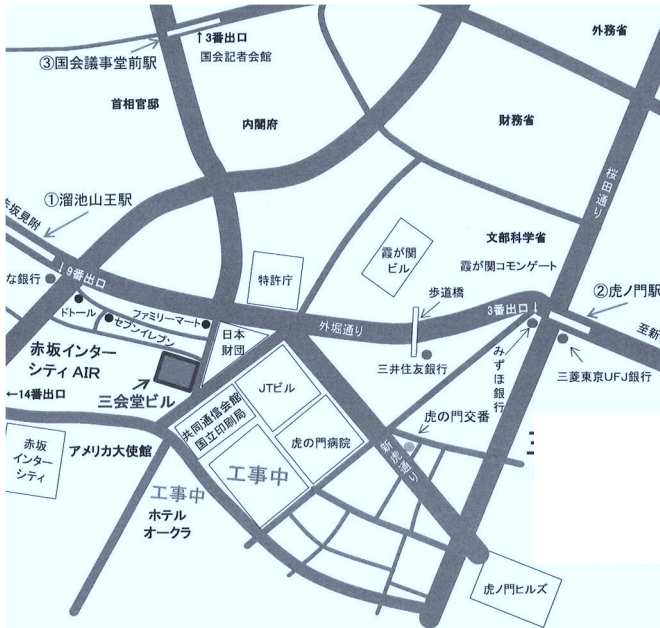 外務省
↑3番出口
国会記者会館
③国会議事堂前駅
首相官邸
内閣府
財務省
桜田通り
①溜池山王駅
赤坂見附
文部科学省
霞が関コモンゲート
霞が関
ビル
特許庁
↓9番出口
な銀行
歩道橋
3番出口↓
②虎ノ門駅
ドトール
セブンイレブン
ファミリーマート
日本
財団
外堀通り
至新
三井住友銀行
みずほ銀行
三菱東京UFJ銀行
赤坂インター
シティAIR
三会堂ビル
←14番出口
JTビル
共同通信会館
国立印刷局
虎の門病院
虎の門交番
新虎通り
赤坂
インター
シティ
アメリカ大使館
工事中
工事中
ホテル
オークラ
虎ノ門ヒルズ